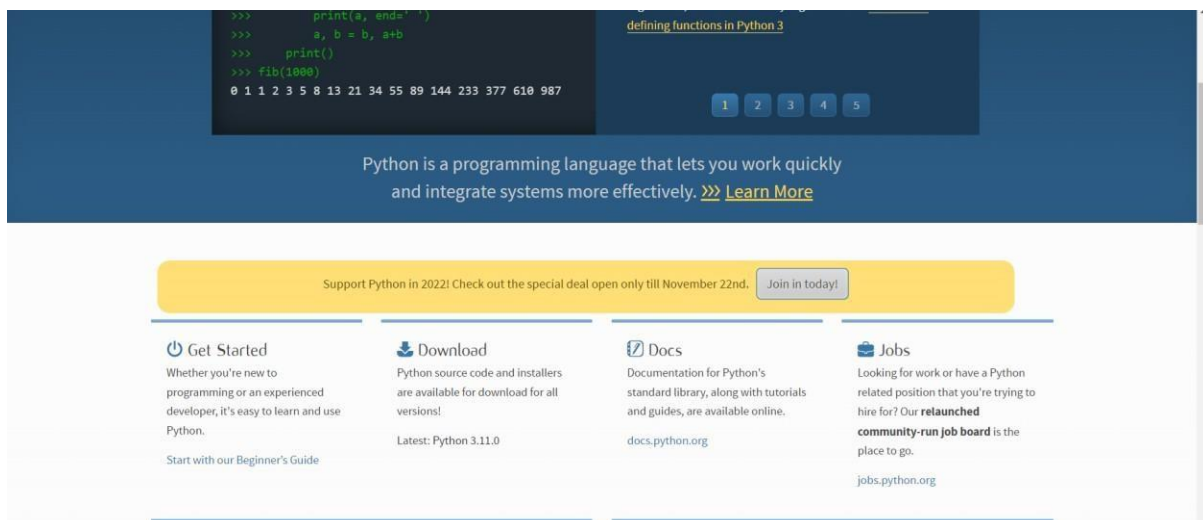 >>> print(a, end=' ')
>>> a, b = b, a+b
>>> print()
>>> fib(1000)
0 1 1 2 3 5 8 13 21 34 55 89 144 233 377 610 987
defining functions in Python 3
1 2 3 4 5
Python is a programming language that lets you work quickly
and integrate systems more effectively. >>> Learn More
Support Python in 2022! Check out the special deal open only till November 22nd. Join in today!
Get Started
Whether you're new to
programming or an experienced
developer, it's easy to learn and use
Python.
Start with our Beginner's Guide
Download
Python source code and installers
are available for download for all
versions!
Latest: Python 3.11.0
Docs
Documentation for Python's
standard library, along with tutorials
and guides, are available online.
docs.python.org
Jobs
Looking for work or have a Python
related position that you're trying to
hire for? Our relaunched
community-run job board is the
place to go.
jobs.python.org